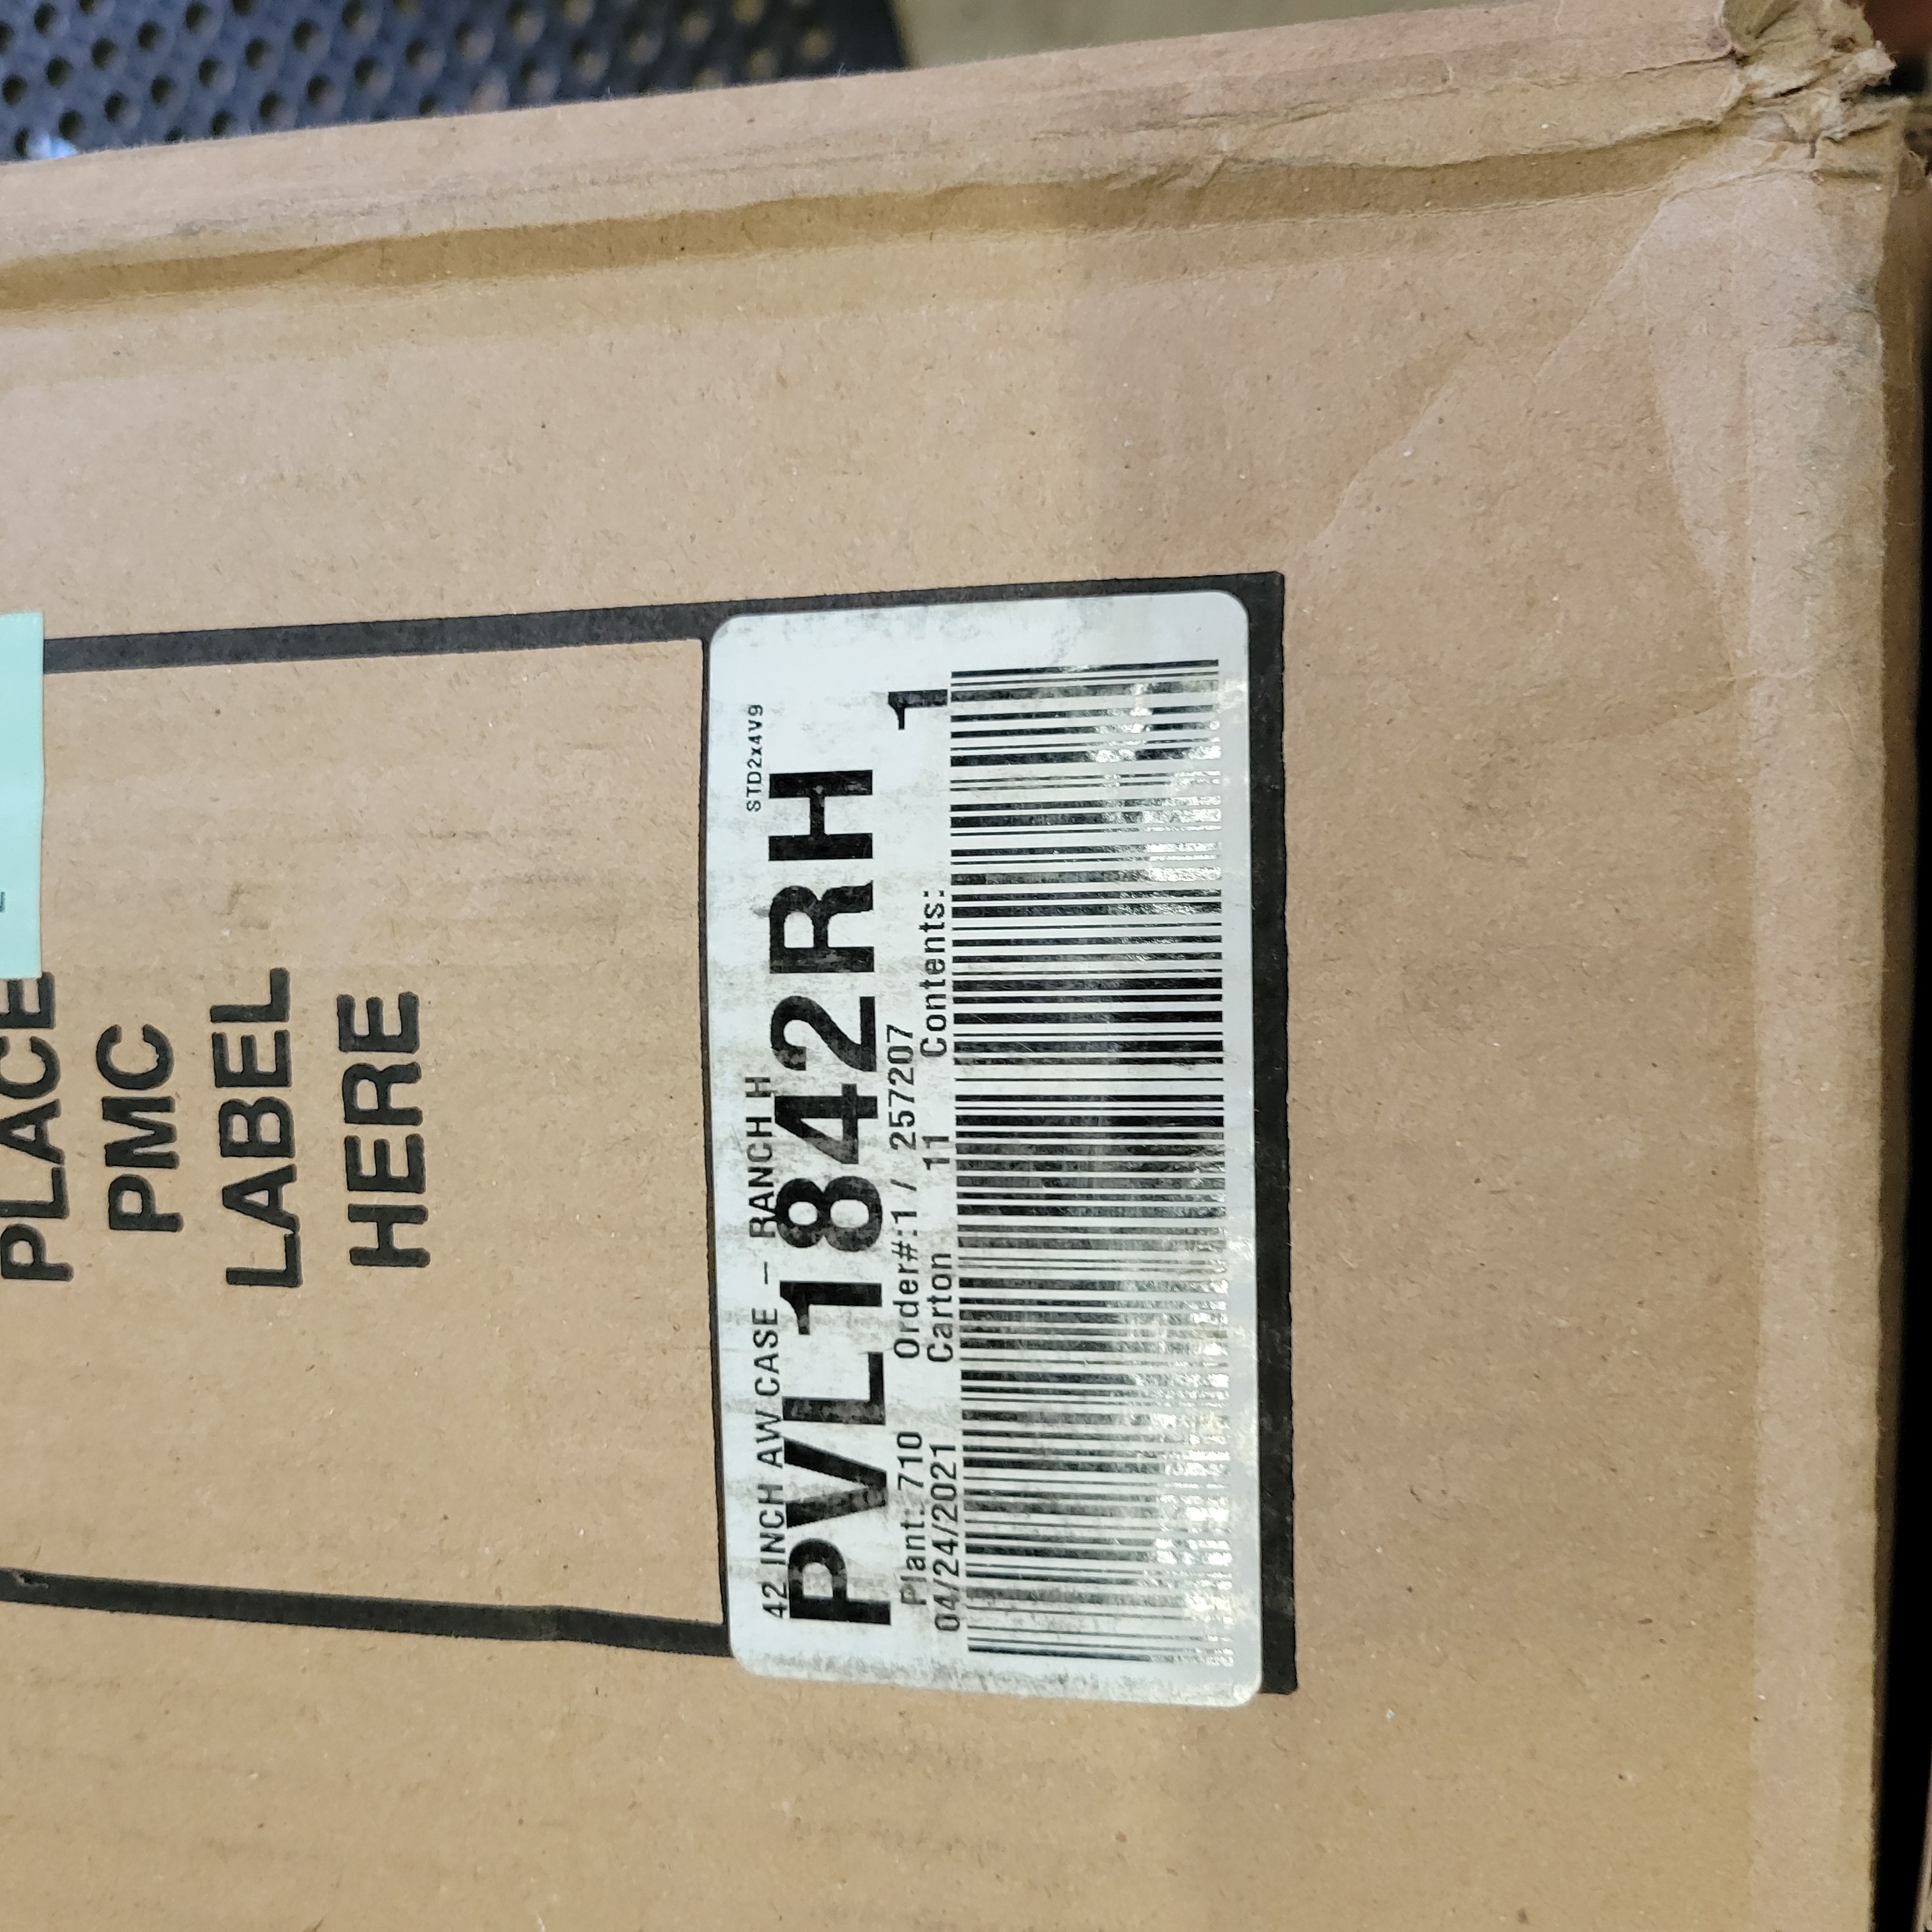 PLACE
PMC
LABEL
HERE
STD2x4V9
42 INCH AW CASE – RANCH H
PVL1842RH
Plant: 710 Order#:1 / 257207
04/24/2021 Carton 11 Contents: 1